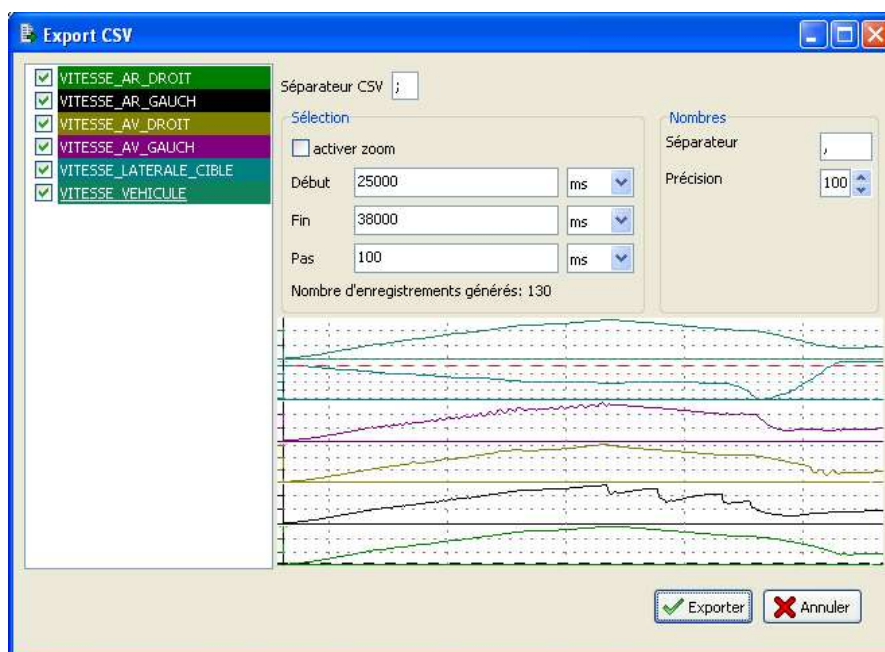 Export CSV
VITESSE_AR_DROIT
VITESSE_AR_GAUCH
VITESSE_AV_DROIT
VITESSE_AV_GAUCH
VITESSE_LATERALE_CIBLE
VITESSE_VEHICULE
Séparateur CSV ;
Sélection
activer zoom
Début 25000 ms
Fin 38000 ms
Pas 100 ms
Nombre d'enregistrements générés: 130
Nombres
Séparateur ,
Précision 100
Exporter
Annuler